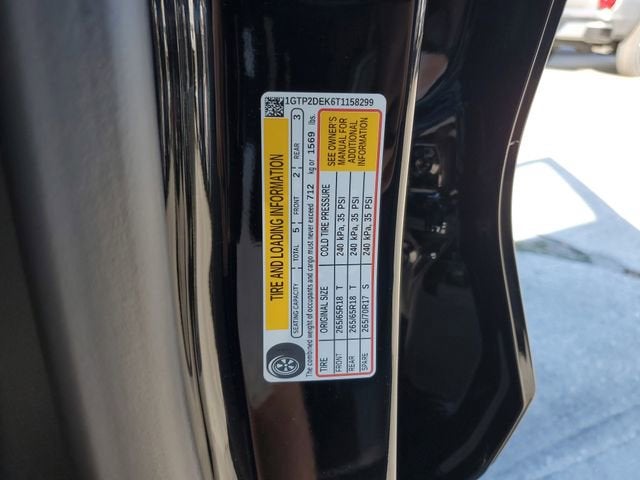 1GTP2DEK6T1158299
TIRE AND LOADING INFORMATION
SEATING CAPACITY | TOTAL 5 | FRONT 2 | REAR 3
The combined weight of occupants and cargo must never exceed 712 kg or 1569 lbs.
TIRE ORIGINAL SIZE COLD TIRE PRESSURE
FRONT 265/65R18 T 240 kPa, 35 PSI
REAR 265/65R18 T 240 kPa, 35 PSI
SPARE 265/70R17 S 240 kPa, 35 PSI
SEE OWNER'S
MANUAL FOR
ADDITIONAL
INFORMATION